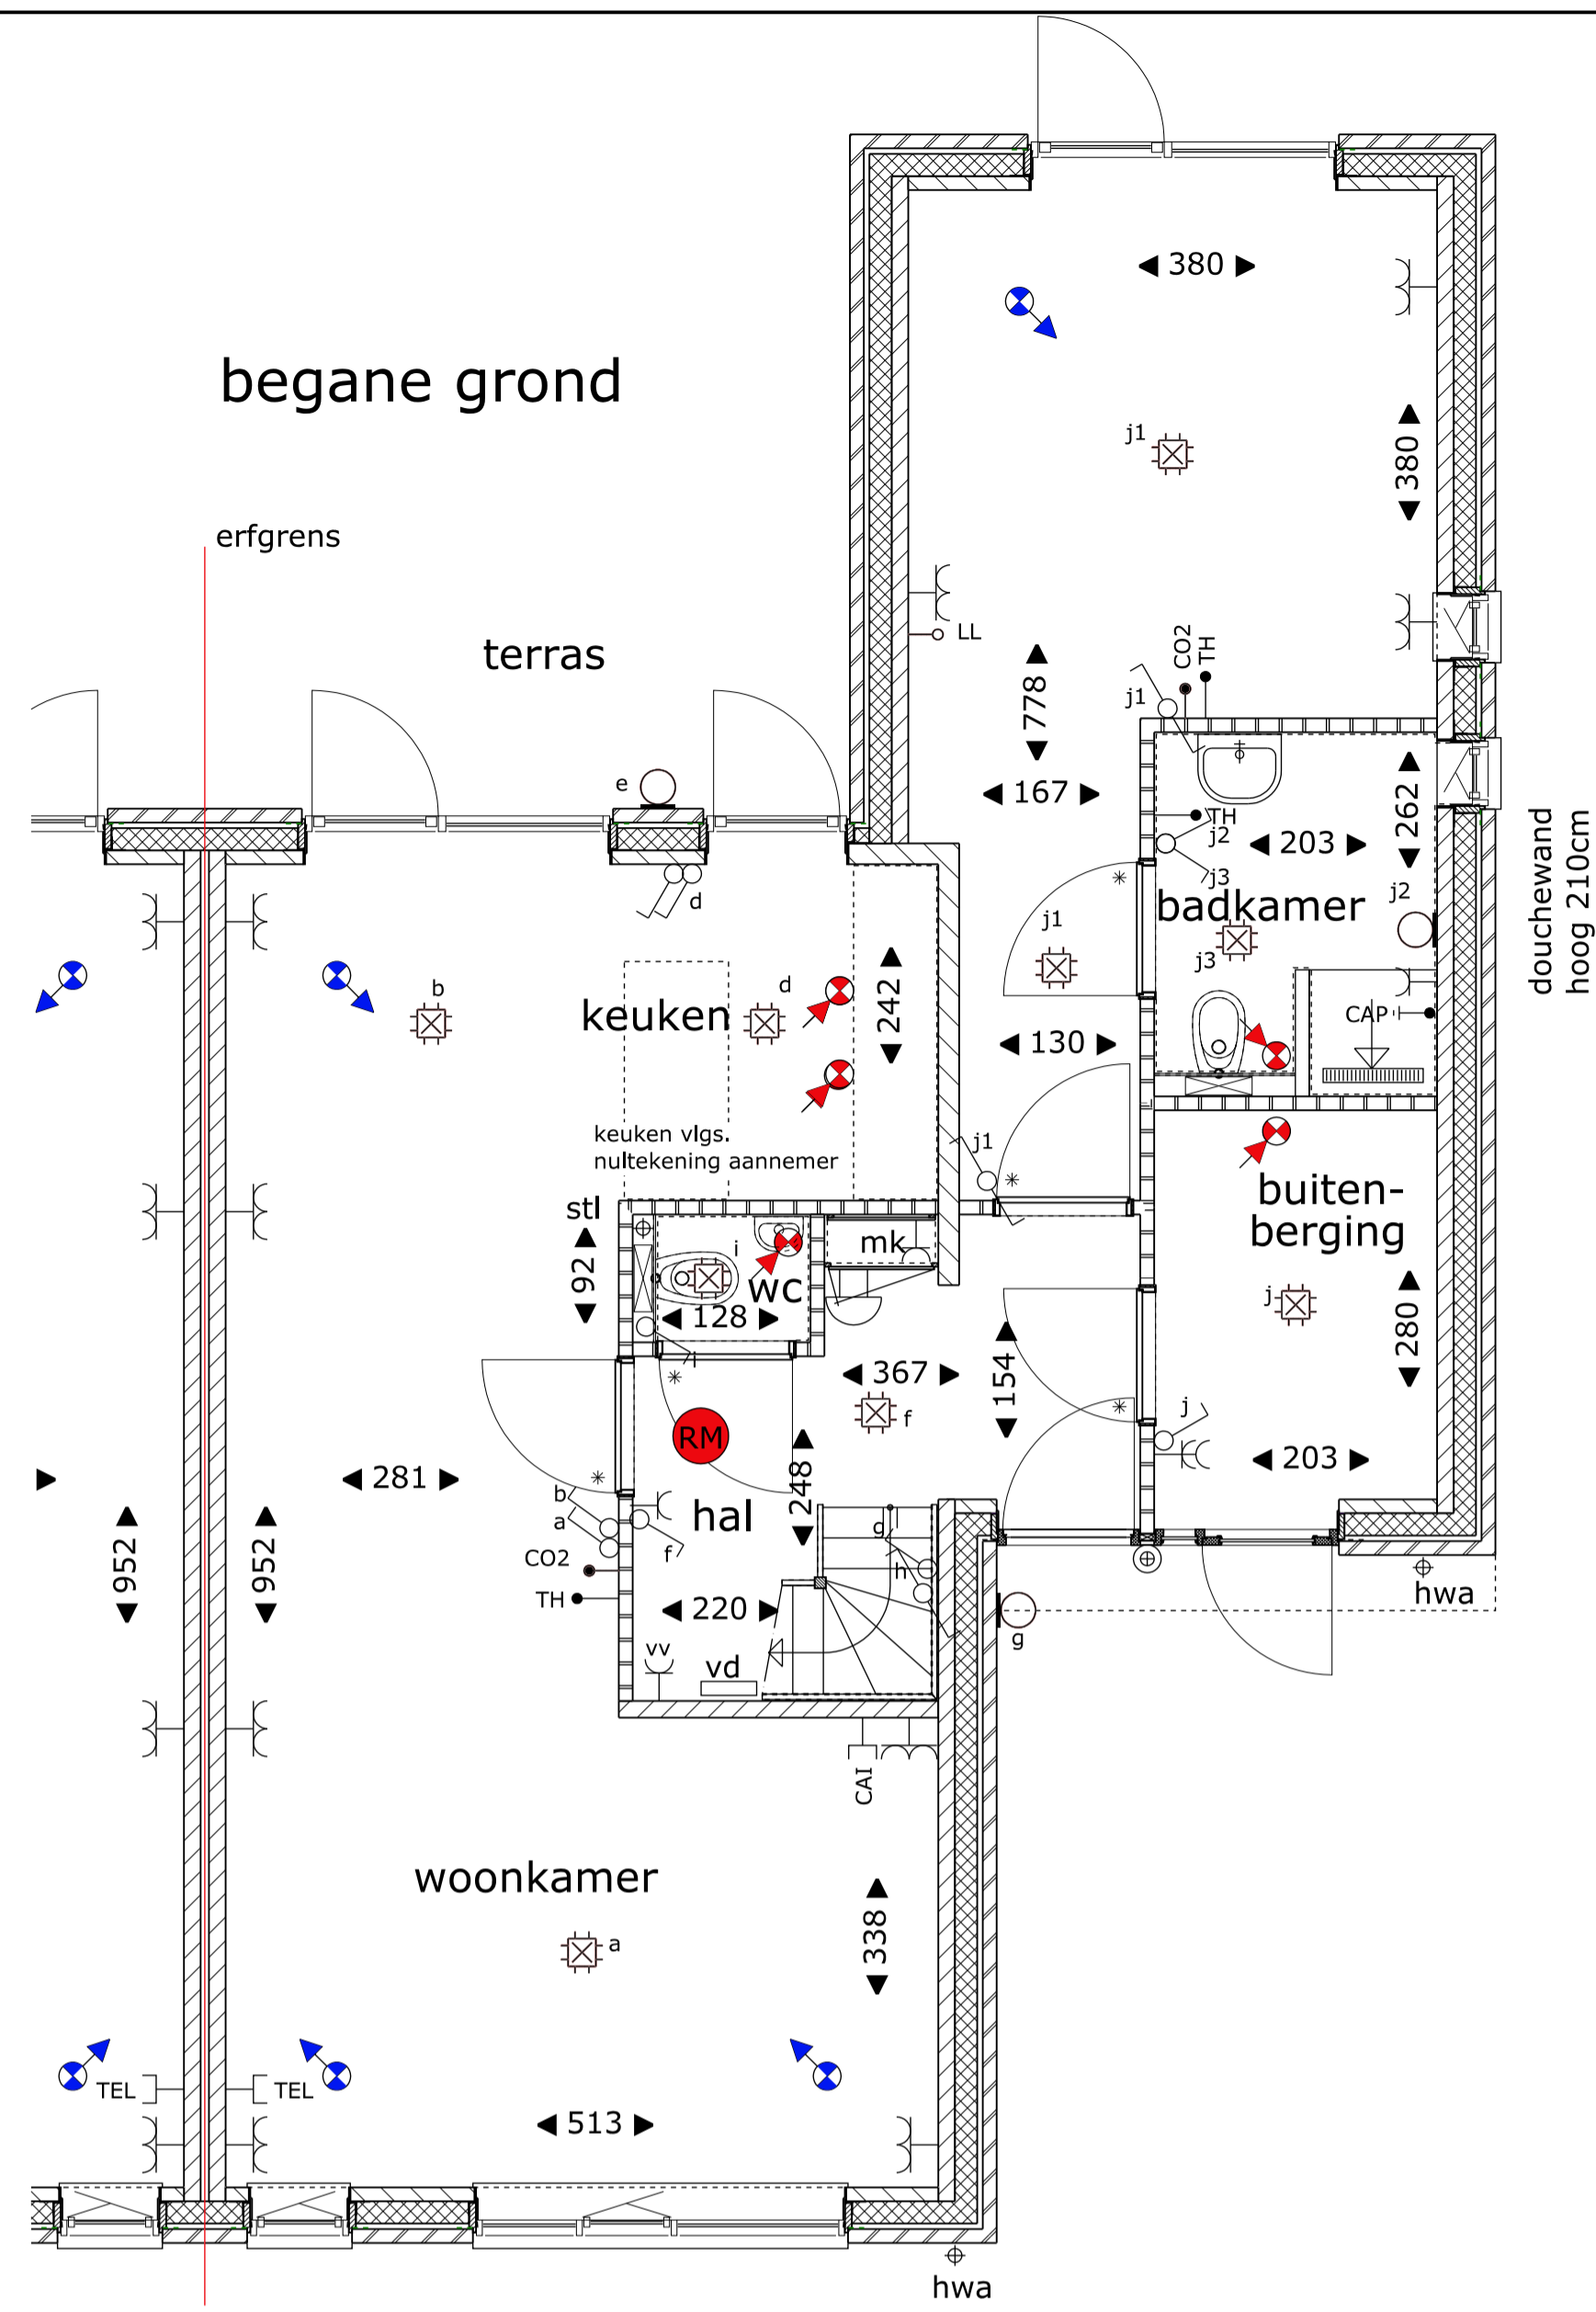 380
begane grond
380
j1
erfgrens
LL
terras
CO2
TH
778
j1
e
167
262
TH
j2
203
j3
d
badkamer
j2
douchewand
hoog 210cm
j1
b
d
j3
keuken
242
CAP
130
keuken vlgs.
nultekening aannemer
j1
buiten-
berging
stl
92
i
mk
wc
128
j
280
i
367
154
f
RM
j
281
203
b
a
hal
248
g
f
CO2
h
952
952
TH
hwa
220
g
vv
vd
CAI
woonkamer
338
a
TEL
TEL
513
hwa